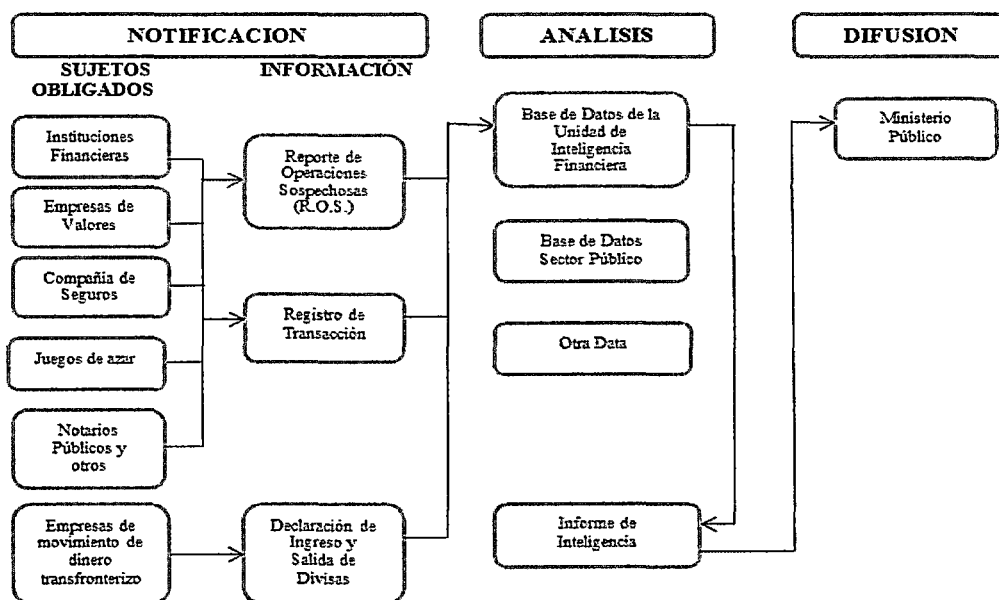 NOTIFICACION
ANALISIS
DIFUSION
SUJETOS
OBLIGADOS
INFORMACIÓN
Instituciones
Financieras
Empresas de
Valores
Compañia de
Seguros
Juegos de azar
Notarios
Públicos y
otros
Empresas de
movimiento de
dinero
transfronterizo
Reporte de
Operaciones
Sospechosas
(R.O.S.)
Registro de
Transacción
Declaración de
Ingreso y
Salida de
Divisas
Base de Datos de la
Unidad de
Inteligencia
Financiera
Base de Datos
Sector Público
Otra Data
Informe de
Inteligencia
Ministerio
Público